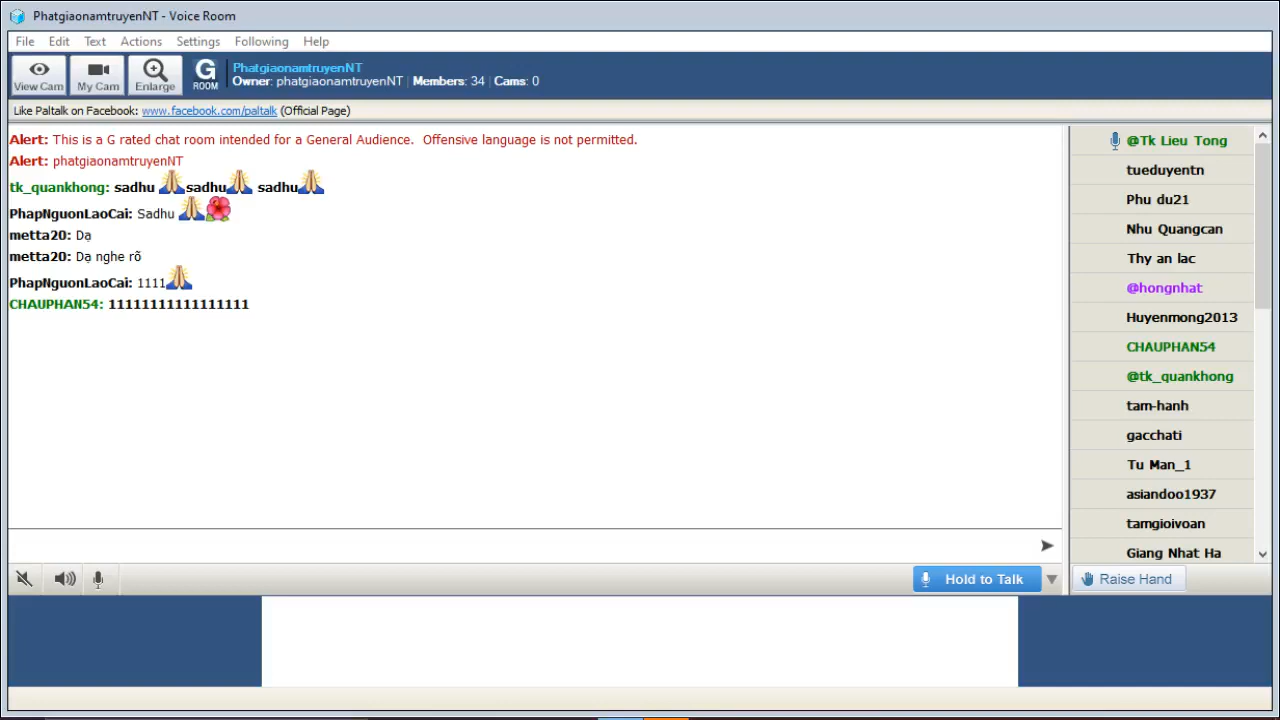 PhatgiaonamtruyenNT - Voice Room
File Edit Text Actions Settings Following Help
View Cam My Cam Enlarge G ROOM
PhatgiaonamtruyenNT
Owner: phatgiaonamtruyenNT | Members: 34 | Cams: 0
Like Paltalk on Facebook: www.facebook.com/paltalk (Official Page)
Alert: This is a G rated chat room intended for a General Audience. Offensive language is not permitted.
Alert: phatgiaonamtruyenNT
tk_quankhong: sadhu sadhu sadhu
PhapNguonLaoCai: Sadhu
metta20: Dạ
metta20: Dạ nghe rõ
PhapNguonLaoCai: 1111
CHAUPHAN54: 11111111111111111
@Tk Lieu Tong
tueduyentn
Phu du21
Nhu Quangcan
Thy an lac
@hongnhat
Huyenmong2013
CHAUPHAN54
@tk_quankhong
tam-hanh
gacchati
Tu Man_1
asiandoo1937
tamgioivoan
Giang Nhat Ha
Hold to Talk
Raise Hand